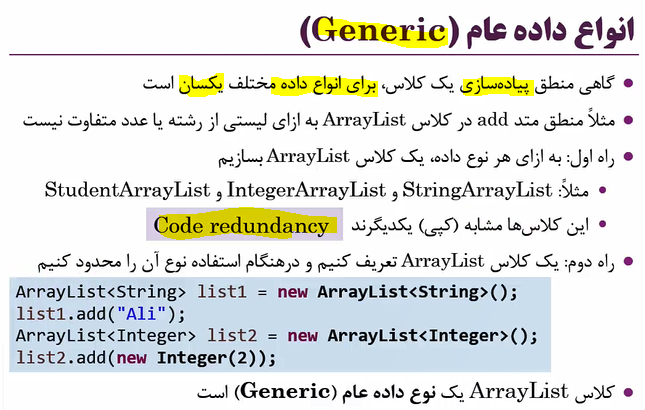 انواع داده عام (Generic)
گاهی منطق پیاده‌سازی یک کلاس، برای انواع داده مختلف یکسان است
مثلاً منطق متد add در کلاس ArrayList به ازای لیستی از رشته یا عدد متفاوت نیست
راه اول: به ازای هر نوع داده، یک کلاس ArrayList بسازیم
مثلاً: StringArrayList و IntegerArrayList و StudentArrayList
این کلاس‌ها مشابه (کپی) یکدیگرند Code redundancy
راه دوم: یک کلاس ArrayList تعریف کنیم و درهنگام استفاده نوع آن را محدود کنیم
ArrayList<String> list1 = new ArrayList<String>();
list1.add("Ali");
ArrayList<Integer> list2 = new ArrayList<Integer>();
list2.add(new Integer(2));
کلاس ArrayList یک نوع داده عام (Generic) است